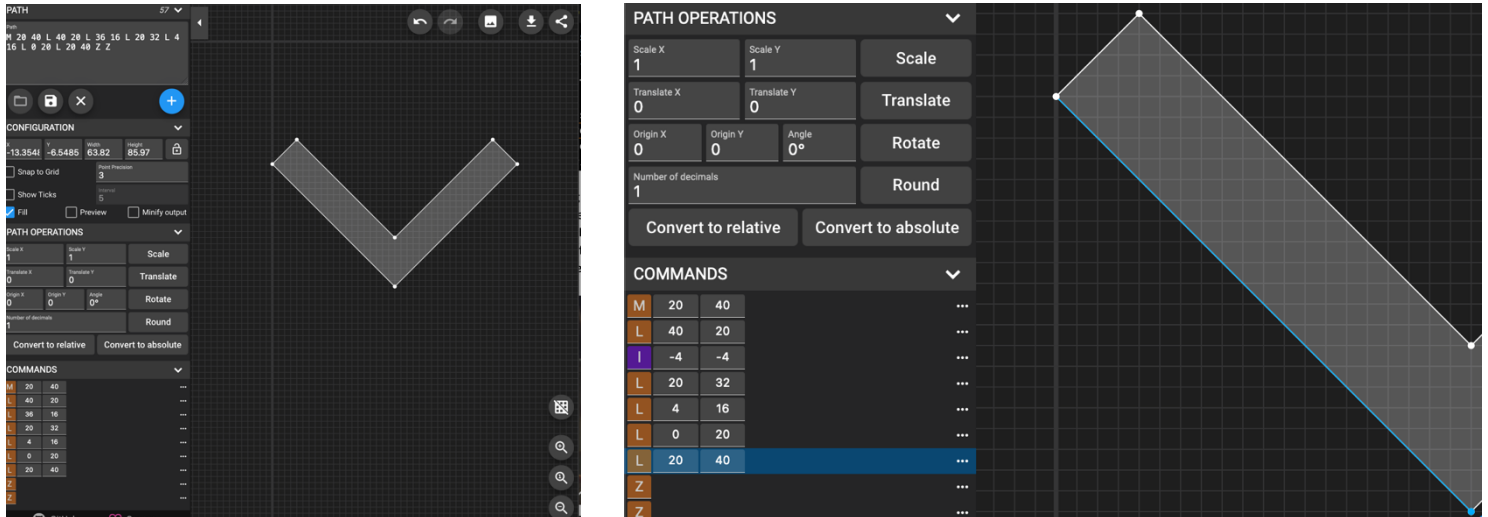 PATH 57
Path
M 20 40 L 40 20 L 36 16 L 20 32 L 4
16 L 0 20 L 20 40 Z Z
CONFIGURATION
X Y Width Height
-13.354 -6.5485 63.82 85.97
Snap to Grid
Point Precision
3
Show Ticks
Interval
5
Fill Preview Minify output
PATH OPERATIONS
Scale X Scale Y
1 1 Scale
Translate X Translate Y
0 0 Translate
Origin X Origin Y Angle
0 0 0° Rotate
Number of decimals
1 Round
Convert to relative Convert to absolute
COMMANDS
M 20 40
L 40 20
L 36 16
L 20 32
L 4 16
L 0 20
L 20 40
Z
Z
PATH OPERATIONS
Scale X Scale Y
1 1 Scale
Translate X Translate Y
0 0 Translate
Origin X Origin Y Angle
0 0 0° Rotate
Number of decimals
1 Round
Convert to relative Convert to absolute
COMMANDS
M 20 40
L 40 20
l -4 -4
L 20 32
L 4 16
L 0 20
L 20 40
Z
Z